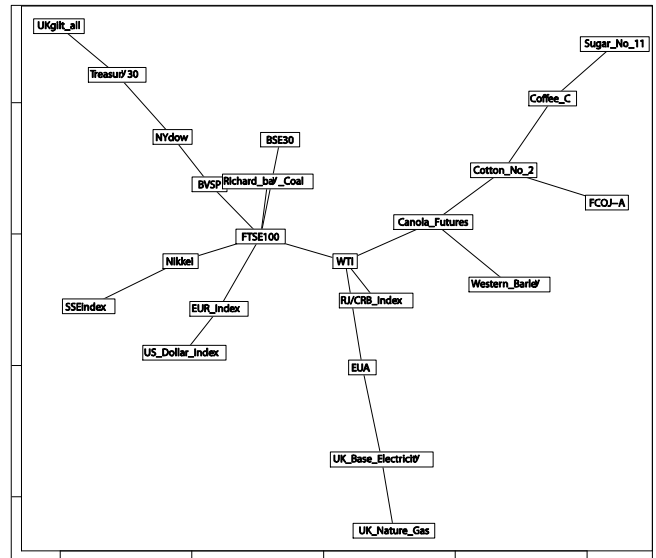 UKgilt_all
Sugar_No_11
Treasury30
Coffee_C
NYdow
BSE30
Cotton_No_2
BVSP
Richard_bay_Coal
FCOJ-A
Canola_Futures
FTSE100
Nikkei
WTI
Western_Barley
SSEIndex
RJ/CRB_Index
EUR_Index
US_Dollar_Index
EUA
UK_Base_Electricity
UK_Nature_Gas